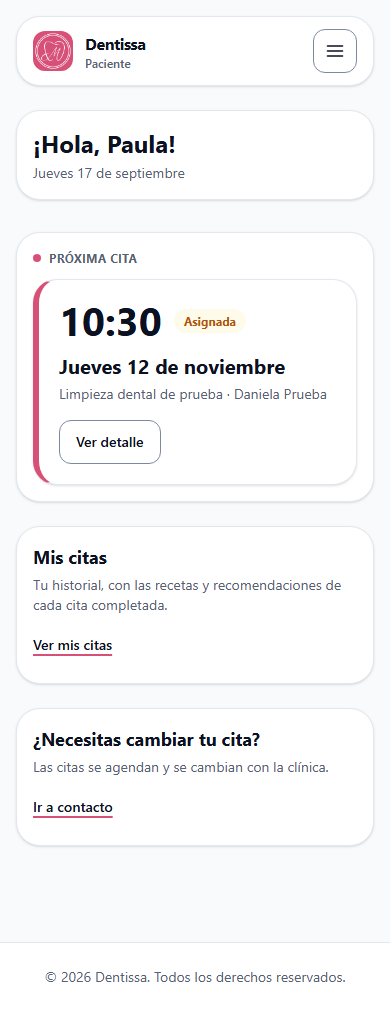 Dentissa
Paciente
¡Hola, Paula!
Jueves 17 de septiembre
PRÓXIMA CITA
10:30 Asignada
Jueves 12 de noviembre
Limpieza dental de prueba · Daniela Prueba
Ver detalle
Mis citas
Tu historial, con las recetas y recomendaciones de
cada cita completada.
Ver mis citas
¿Necesitas cambiar tu cita?
Las citas se agendan y se cambian con la clínica.
Ir a contacto
© 2026 Dentissa. Todos los derechos reservados.